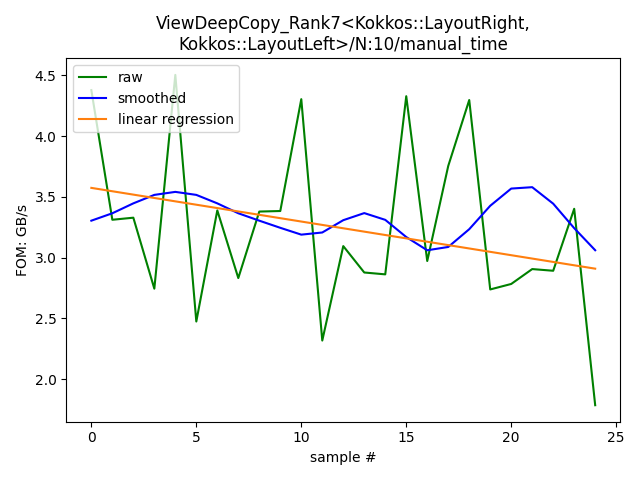 ViewDeepCopy_Rank7<Kokkos::LayoutRight,
Kokkos::LayoutLeft>/N:10/manual_time
raw
smoothed
linear regression
FOM: GB/s
4.5
4.0
3.5
3.0
2.5
2.0
0 5 10 15 20 25
sample #